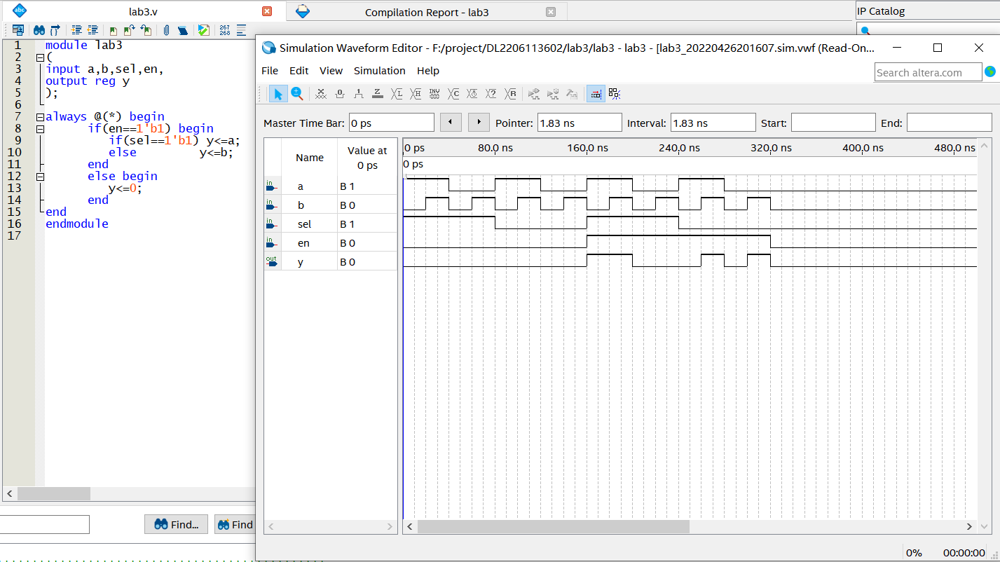 abc
lab3.v
Compilation Report - lab3
IP Catalog
267
268
1 module lab3
2 (
3 input a,b,sel,en,
4 output reg y
5 );
6
7 always @(*) begin
8 if(en==1'b1) begin
9 if(sel==1'b1) y<=a;
10 else y<=b;
11 end
12 else begin
13 y<=0;
14 end
15 end
16 endmodule
17
Find...
Find
Simulation Waveform Editor - F:/project/DL2206113602/lab3/lab3 - lab3 - [lab3_20220426201607.sim.vwf (Read-On...
File Edit View Simulation Help
Search altera.com
Master Time Bar: 0 ps Pointer: 1.83 ns Interval: 1.83 ns Start: End:
Name Value at
0 ps
0 ps 80.0 ns 160.0 ns 240.0 ns 320.0 ns 400.0 ns 480.0 ns
0 ps
in a B 1
in b B 0
in sel B 1
in en B 0
out y B 0
0% 00:00:00